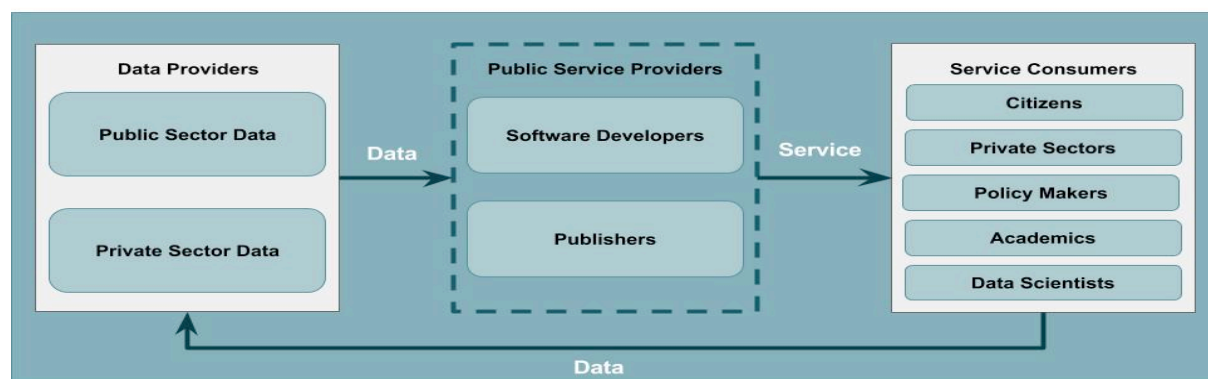 Data Providers
Public Sector Data
Private Sector Data
Data
Public Service Providers
Software Developers
Publishers
Service
Service Consumers
Citizens
Private Sectors
Policy Makers
Academics
Data Scientists
Data